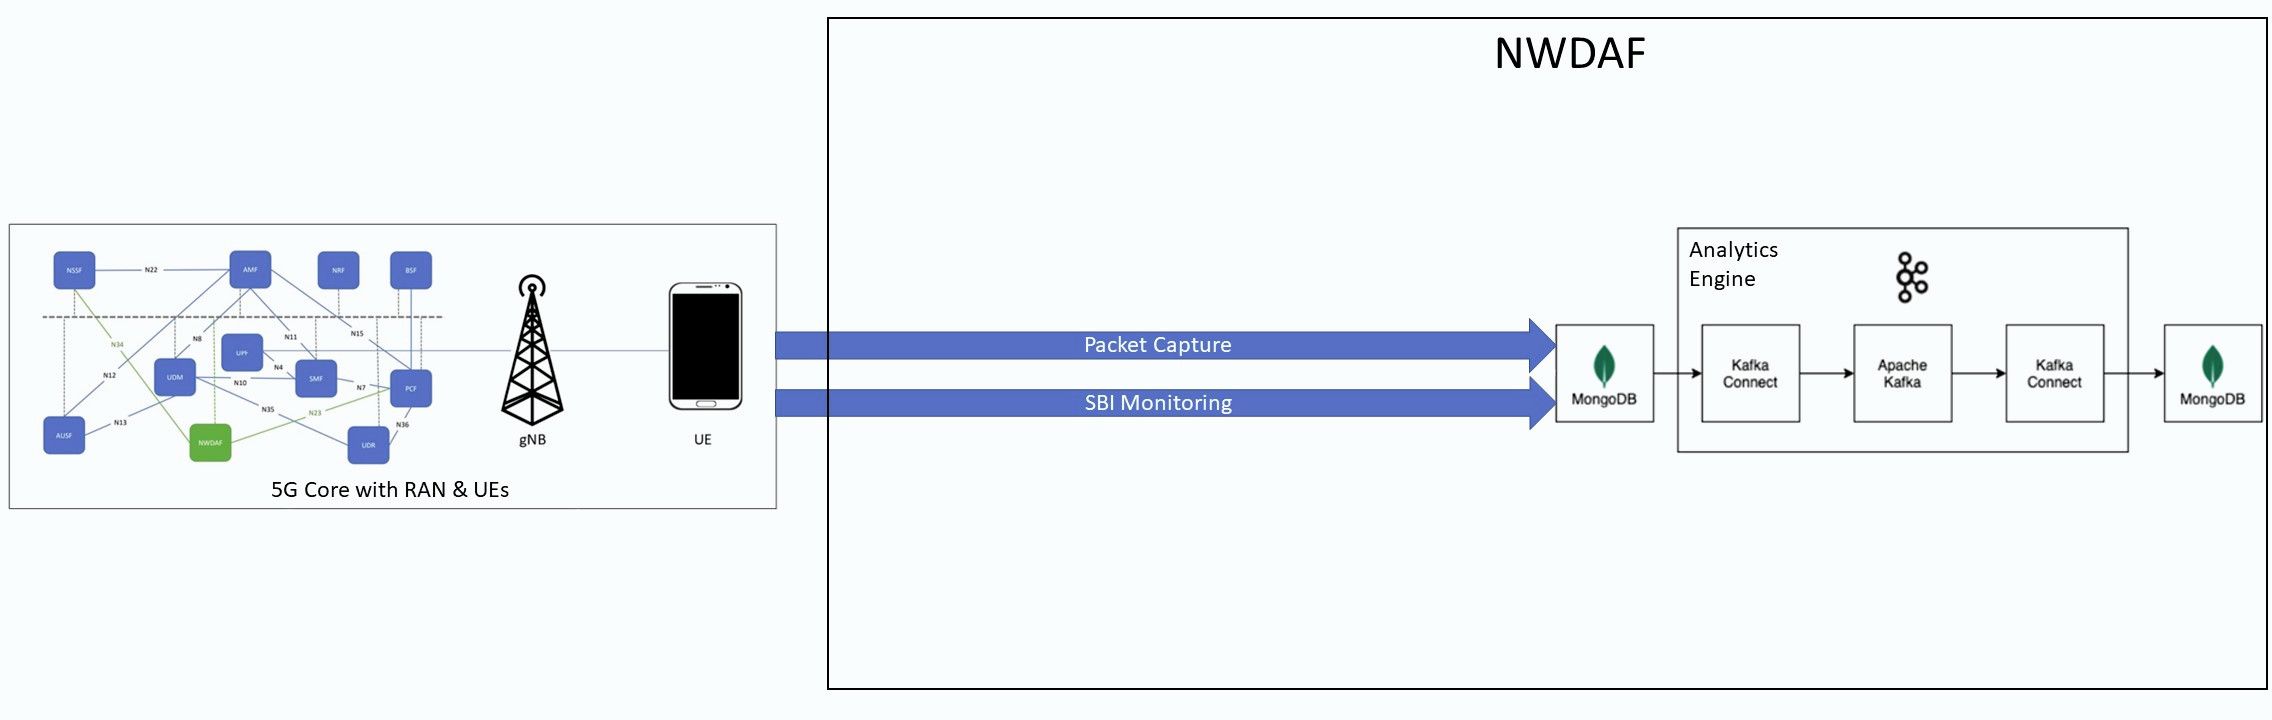 NWDAF
NSSF
N22
AMF
NRF
BSF
N34
N8
N11
N15
UPF
N4
N12
UDM
N10
SMF
N7
PCF
N35
N23
N36
N13
AUSF
NWDAF
UDR
gNB
UE
5G Core with RAN & UEs
Packet Capture
SBI Monitoring
MongoDB
Analytics
Engine
Kafka
Connect
Apache
Kafka
Kafka
Connect
MongoDB